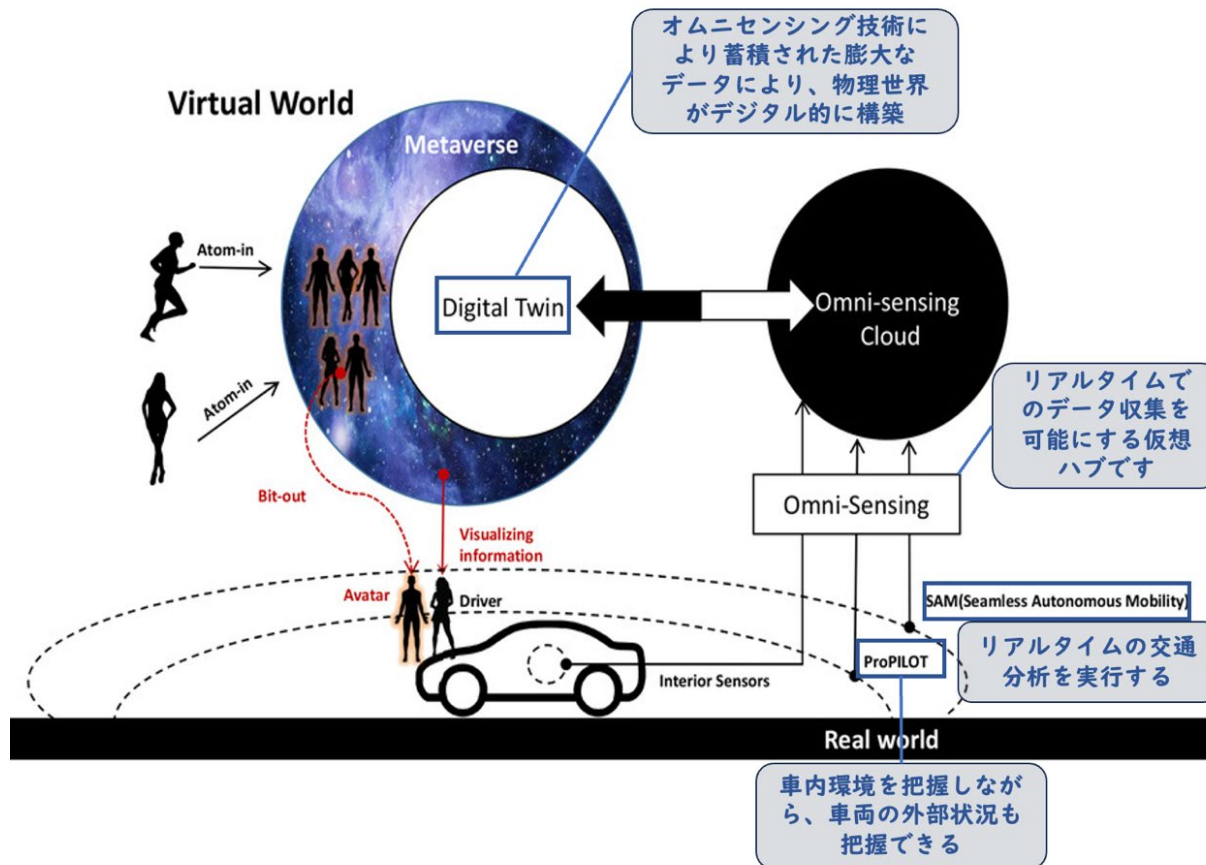 オムニセンシング技術に
より蓄積された膨大な
データにより、物理世界
がデジタル的に構築
Virtual World
Metaverse
Atom-in
Digital Twin
Omni-sensing
Cloud
Atom-in
リアルタイムで
のデータ収集を
可能にする仮想
ハブです
Bit-out
Omni-Sensing
Visualizing
information
Avatar
Driver
SAM(Seamless Autonomous Mobility)
リアルタイムの交通
分析を実行する
ProPILOT
Interior Sensors
Real world
車内環境を把握しなが
ら、車両の外部状況も
把握できる